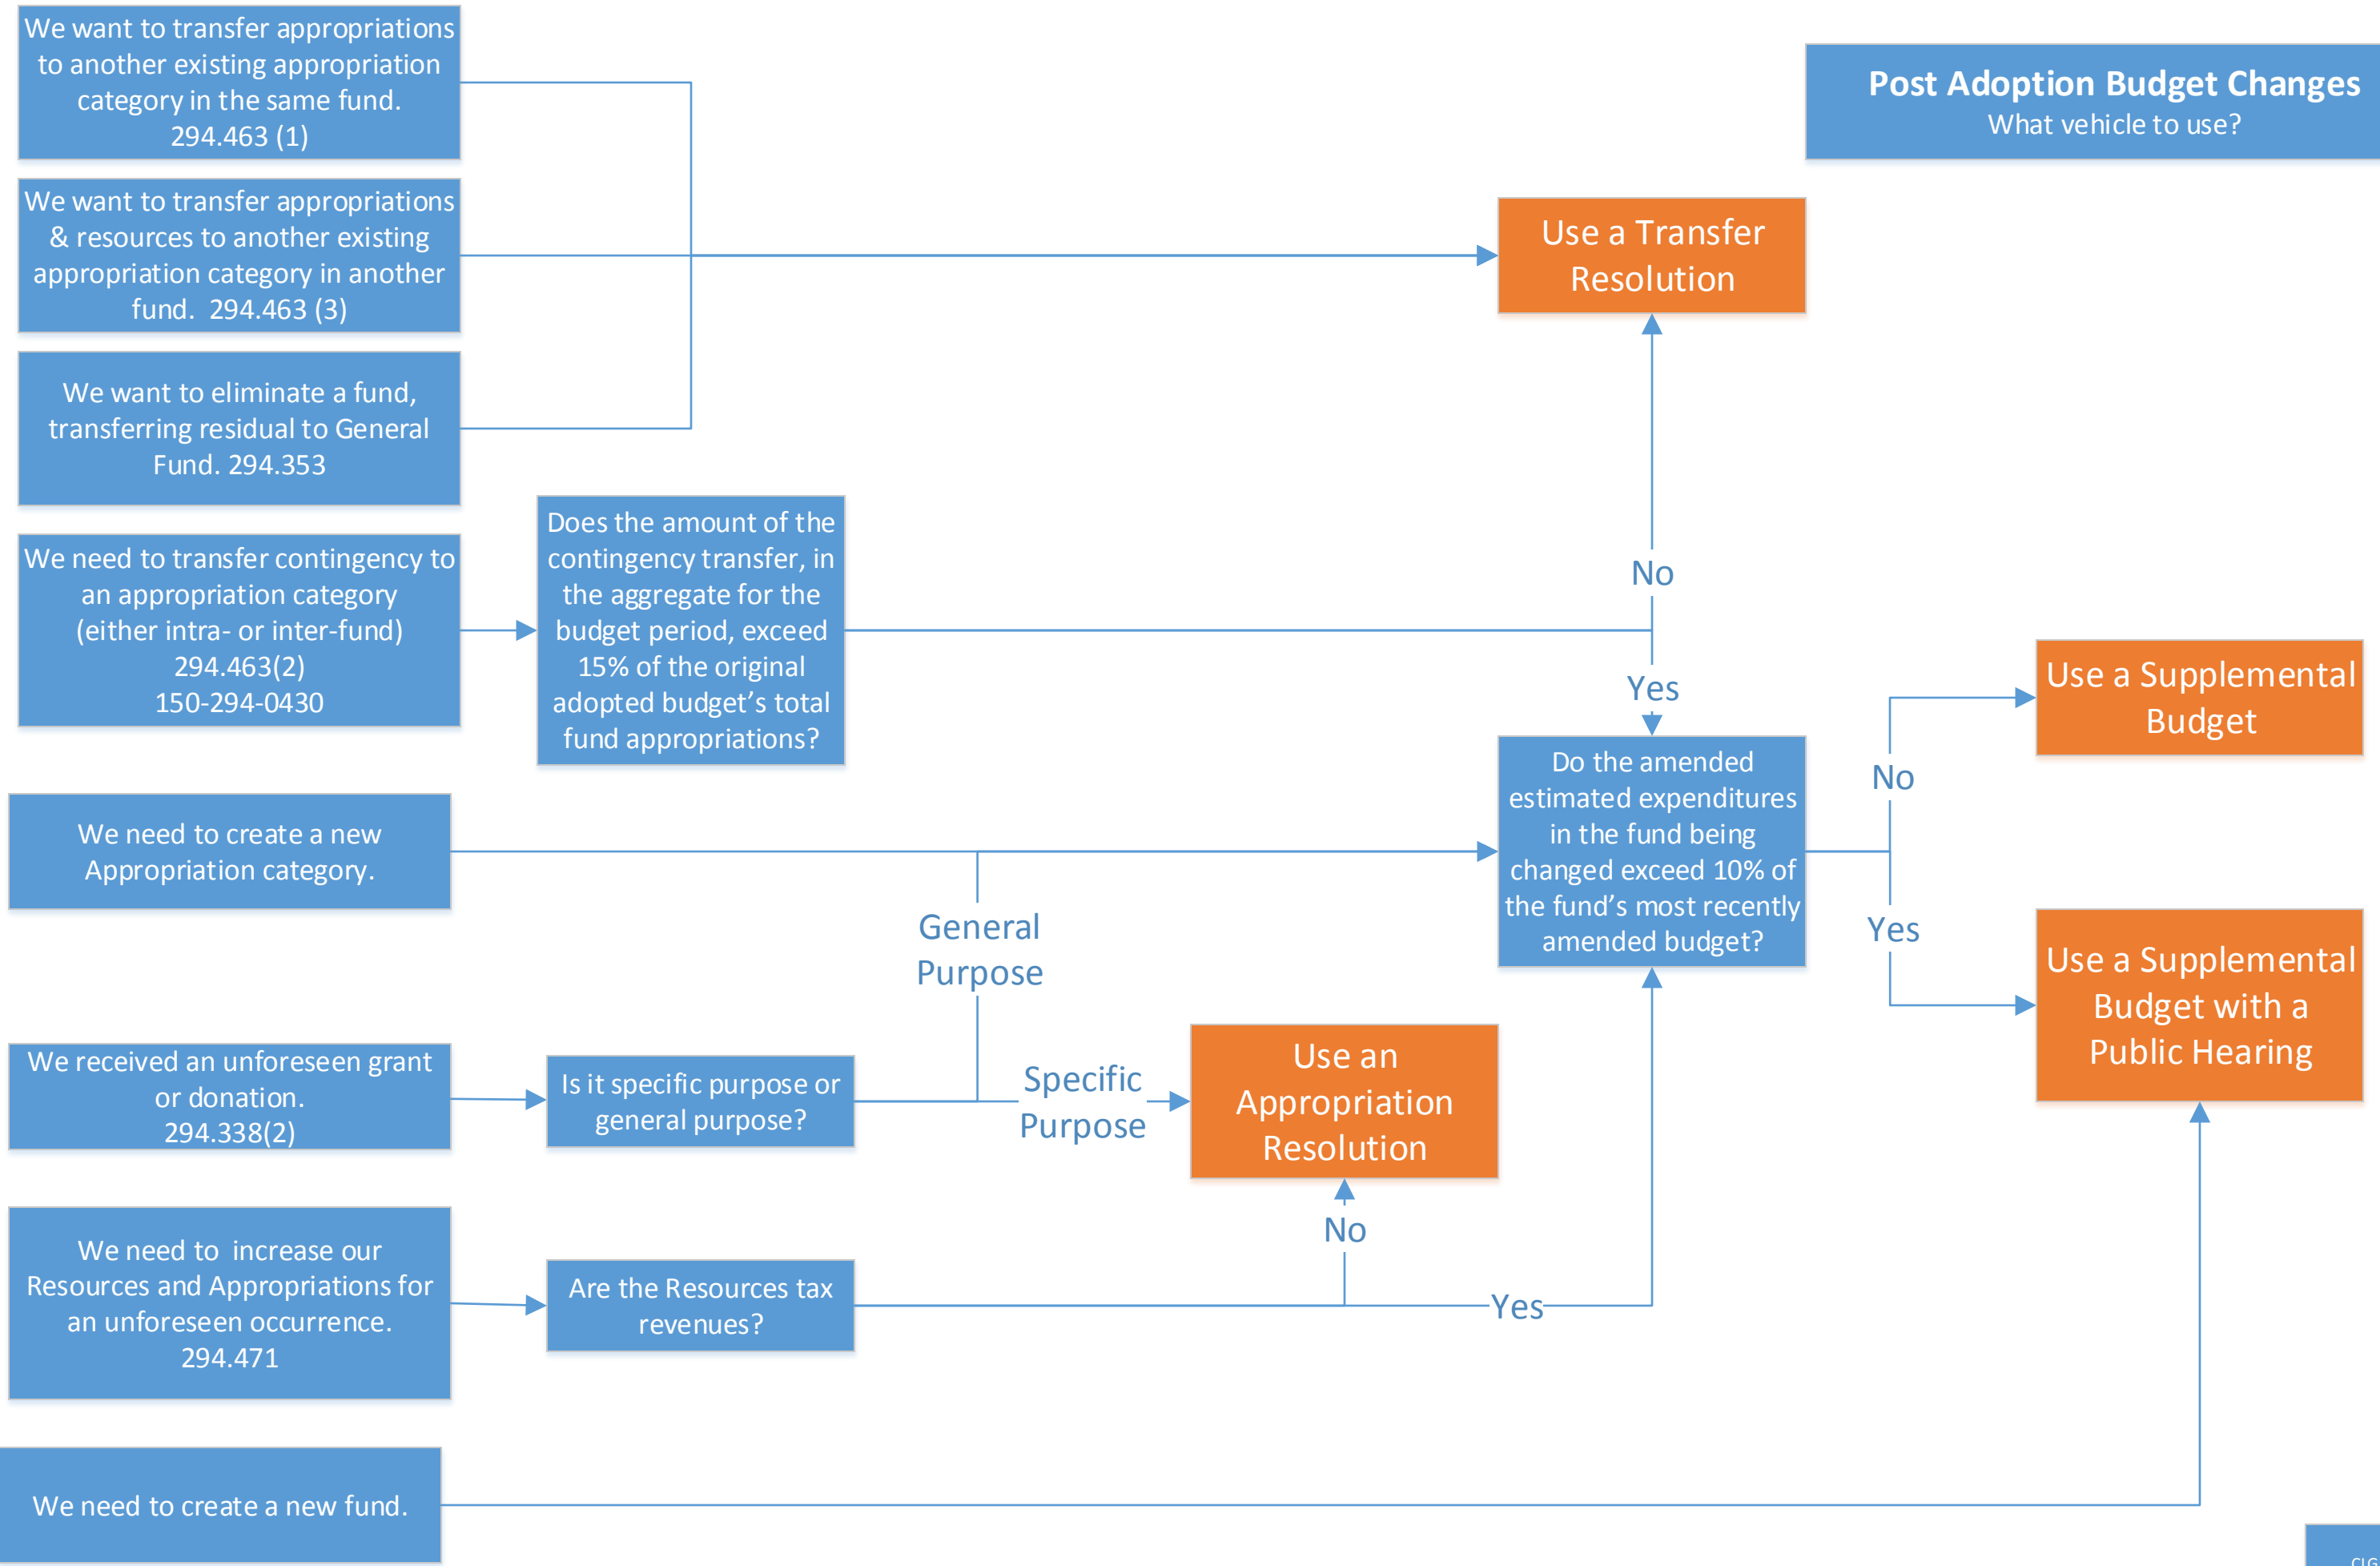 We want to transfer appropriations
to another existing appropriation
category in the same fund.
294.463 (1)
Post Adoption Budget Changes
What vehicle to use?
We want to transfer appropriations
& resources to another existing
appropriation category in another
fund. 294.463 (3)
Use a Transfer
Resolution
We want to eliminate a fund,
transferring residual to General
Fund. 294.353
We need to transfer contingency to
an appropriation category
(either intra- or inter-fund)
294.463(2)
150-294-0430
Does the amount of the
contingency transfer, in
the aggregate for the
budget period, exceed
15% of the original
adopted budget’s total
fund appropriations?
No
Yes
Use a Supplemental
Budget
Do the amended
estimated expenditures
in the fund being
changed exceed 10% of
the fund’s most recently
amended budget?
No
Yes
We need to create a new
Appropriation category.
General
Purpose
Use a Supplemental
Budget with a
Public Hearing
We received an unforeseen grant
or donation.
294.338(2)
Is it specific purpose or
general purpose?
Specific
Purpose
Use an
Appropriation
Resolution
We need to increase our
Resources and Appropriations for
an unforeseen occurrence.
294.471
Are the Resources tax
revenues?
No
Yes
We need to create a new fund.